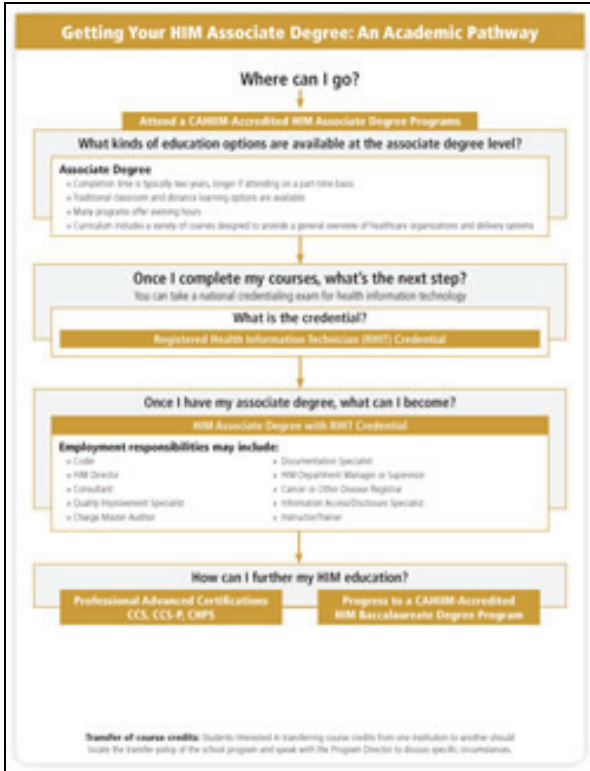 Getting Your HIM Associate Degree: An Academic Pathway
Where can I go?
Attend a CAHIIM-Accredited HIM Associate Degree Programs
What kinds of education options are available at the associate degree level?
Associate Degree
» Completion time is typically two years, longer if attending on a part-time basis
» Traditional classroom and distance learning options are available
» Many programs offer evening hours
» Curriculum includes a variety of courses designed to provide a general overview of healthcare organizations and delivery systems
Once I complete my courses, what's the next step?
You can take a national credentialing exam for health information technology
What is the credential?
Registered Health Information Technician (RHIT) Credential
Once I have my associate degree, what can I become?
HIM Associate Degree with RHIT Credential
Employment responsibilities may include:
» Coder
» HIM Director
» Consultant
» Quality Improvement Specialist
» Charge Master Auditor
» Documentation Specialist
» HIM Department Manager or Supervisor
» Cancer or Other Disease Registrar
» Information Access/Disclosure Specialist
» Instructor/Trainer
How can I further my HIM education?
Professional Advanced Certifications
CCS, CCS-P, CHPS
Progress to a CAHIIM-Accredited
HIM Baccalaureate Degree Program
Transfer of course credits: Students interested in transferring course credits from one institution to another should
locate the transfer policy of the school program and speak with the Program Director to discuss specific circumstances.